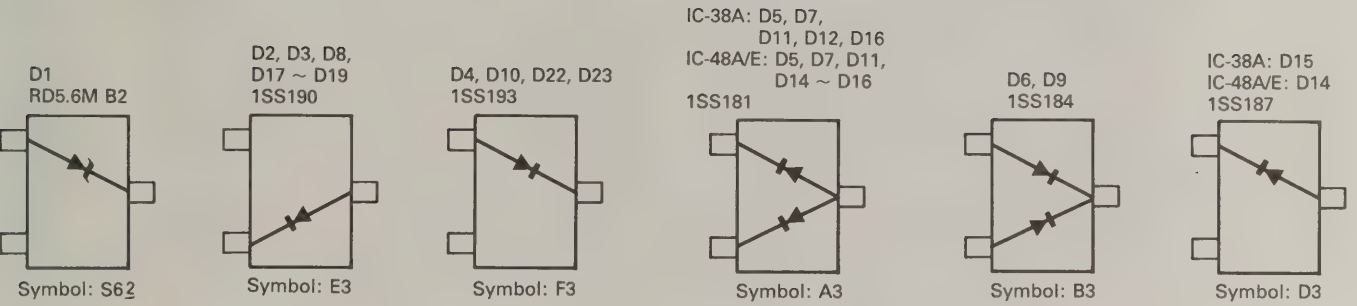 D1
RD5.6M B2
Symbol: S62
D2, D3, D8,
D17 ~ D19
1SS190
Symbol: E3
D4, D10, D22, D23
1SS193
Symbol: F3
IC-38A: D5, D7,
D11, D12, D16
IC-48A/E: D5, D7, D11,
D14 ~ D16
1SS181
Symbol: A3
D6, D9
1SS184
Symbol: B3
IC-38A: D15
IC-48A/E: D14
1SS187
Symbol: D3